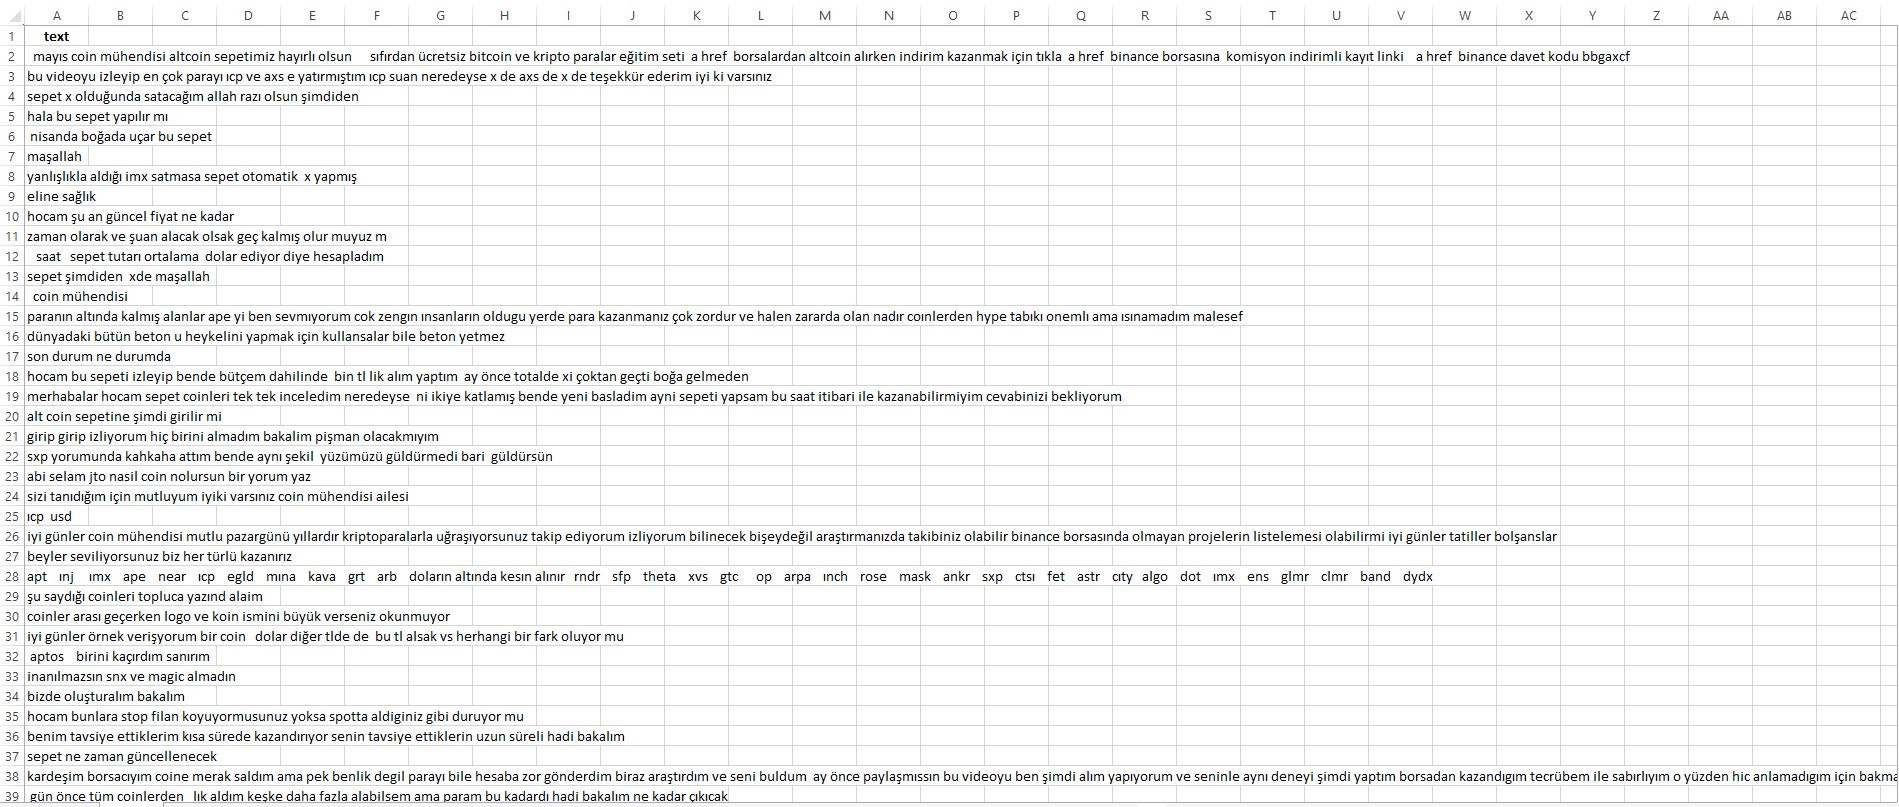 A B C D E F G H I J K L M N O P Q R S T U V W X Y Z AA AB AC
1 text
2 mayıs coin mühendisi altcoin sepetimiz hayırlı olsun sıfırdan ücretsiz bitcoin ve kripto paralar eğitim seti a href borsalardan altcoin alırken indirim kazanmak için tıkla a href binance borsasına komisyon indirimli kayıt linki a href binance davet kodu bbgaxcf
3 bu videoyu izleyip en çok parayı ıcp ve axs e yatırmıştım ıcp suan neredeyse x de axs de x de teşekkür ederim iyi ki varsınız
4 sepet x olduğunda satacağım allah razı olsun şimdiden
5 hala bu sepet yapılır mı
6 nisanda boğada uçar bu sepet
7 maşallah
8 yanlışlıkla aldığı imx satmasa sepet otomatik x yapmış
9 eline sağlık
10 hocam şu an güncel fiyat ne kadar
11 zaman olarak ve şuan alacak olsak geç kalmış olur muyuz m
12 saat sepet tutarı ortalama dolar ediyor diye hesapladım
13 sepet şimdiden xde maşallah
14 coin mühendisi
15 paranın altında kalmış alanlar ape yi ben sevmıyorum cok zengın ınsanların oldugu yerde para kazanmanız çok zordur ve halen zararda olan nadır coınlerden hype tabıkı onemlı ama ısınamadım malesef
16 dünyadaki bütün beton u heykelini yapmak için kullansalar bile beton yetmez
17 son durum ne durumda
18 hocam bu sepeti izleyip bende bütçem dahilinde bin tl lik alım yaptım ay önce totalde xi çoktan geçti boğa gelmeden
19 merhabalar hocam sepet coinleri tek tek inceledim neredeyse ni ikiye katlamış bende yeni basladim ayni sepeti yapsam bu saat itibari ile kazanabilirmiyim cevabinizi bekliyorum
20 alt coin sepetine şimdi girilir mi
21 girip girip izliyorum hiç birini almadım bakalim pişman olacakmıyım
22 sxp yorumunda kahkaha attım bende aynı şekil yüzümüzü güldürmedi bari güldürsün
23 abi selam jto nasil coin nolursun bir yorum yaz
24 sizi tanıdığım için mutluyum iyiki varsınız coin mühendisi ailesi
25 ıcp usd
26 iyi günler coin mühendisi mutlu pazargünü yıllardır kriptoparalarla uğraşıyorsunuz takip ediyorum izliyorum bilinecek bişeydeğil araştırmanızda takibiniz olabilir binance borsasında olmayan projelerin listelemesi olabilirmi iyi günler tatiller bolşanslar
27 beyler seviliyorsunuz biz her türlü kazanırız
28 apt ınj ımx ape near ıcp egld mına kava grt arb doların altında kesın alınır rndr sfp theta xvs gtc op arpa ınch rose mask ankr sxp ctsı fet astr cıty algo dot ımx ens glmr clmr band dydx
29 şu saydığı coinleri topluca yazınd alaim
30 coinler arası geçerken logo ve koin ismini büyük verseniz okunmuyor
31 iyi günler örnek verişyorum bir coin dolar diğer tlde de bu tl alsak vs herhangi bir fark oluyor mu
32 aptos birini kaçırdım sanırım
33 inanılmazsın snx ve magic almadın
34 bizde oluşturalım bakalım
35 hocam bunlara stop filan koyuyormusunuz yoksa spotta aldiginiz gibi duruyor mu
36 benim tavsiye ettiklerim kısa sürede kazandırıyor senin tavsiye ettiklerin uzun süreli hadi bakalım
37 sepet ne zaman güncellenecek
38 kardeşim borsacıyım coine merak saldım ama pek benlik degil parayı bile hesaba zor gönderdim biraz araştırdım ve seni buldum ay önce paylaşmıssın bu videoyu ben şimdi alım yapıyorum ve seninle aynı deneyi şimdi yaptım borsadan kazandıgım tecrübem ile sabırlıyım o yüzden hic anlamadıgım için bakma
39 gün önce tüm coinlerden lık aldım keşke daha fazla alabilsem ama param bu kadardı hadi bakalım ne kadar çıkıcak